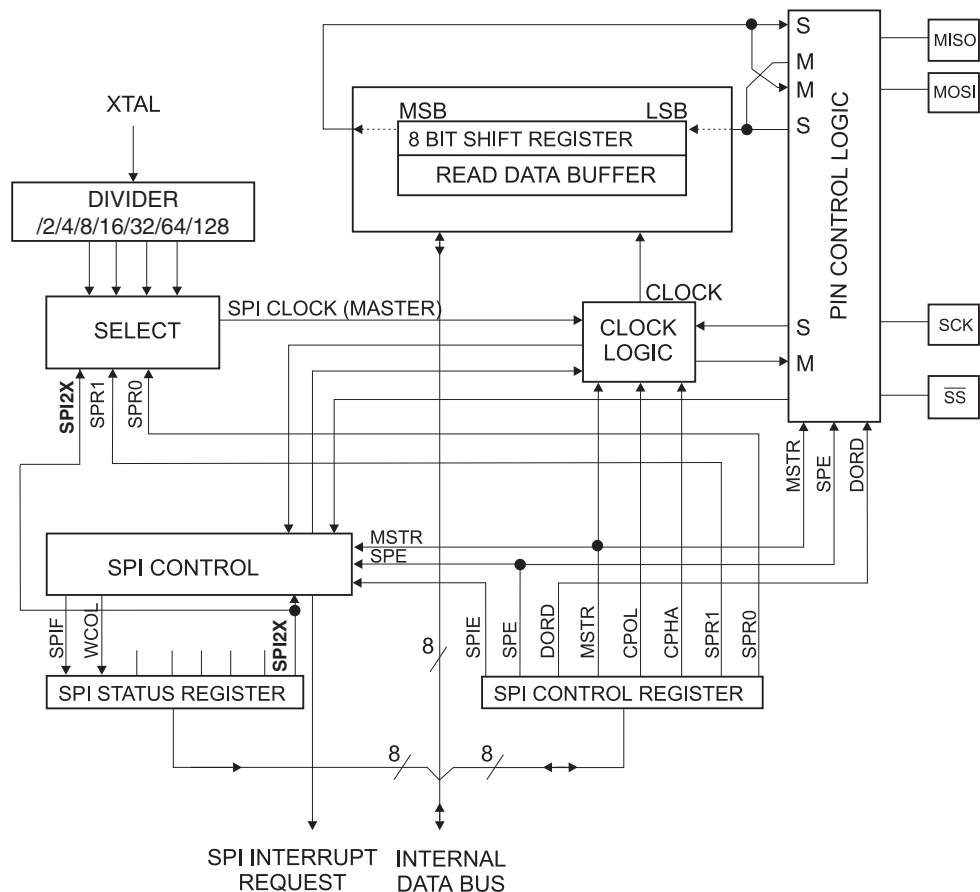 S
MISO
M
MOSI
M
S
PIN CONTROL LOGIC
MSB
LSB
8 BIT SHIFT REGISTER
READ DATA BUFFER
XTAL
DIVIDER
/2/4/8/16/32/64/128
SPI CLOCK (MASTER)
CLOCK
SELECT
CLOCK
LOGIC
S
M
SCK
SS
SPI2X
SPR1
SPR0
MSTR
SPE
DORD
MSTR
SPE
SPI CONTROL
SPIF
WCOL
SPI2X
SPIE
SPE
DORD
MSTR
CPOL
CPHA
SPR1
SPR0
8
SPI STATUS REGISTER
SPI CONTROL REGISTER
8
8
SPI INTERRUPT
REQUEST
INTERNAL
DATA BUS